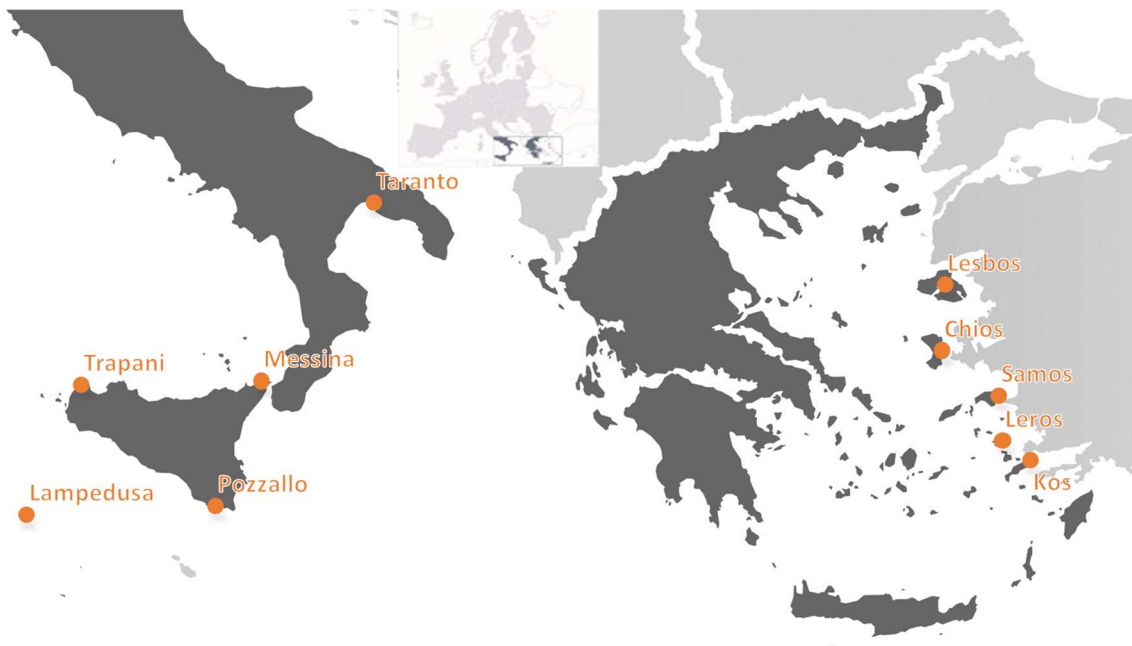 Taranto
Lesbos
Chios
Messina
Trapani
Samos
Leros
Pozzallo
Kos
Lampedusa